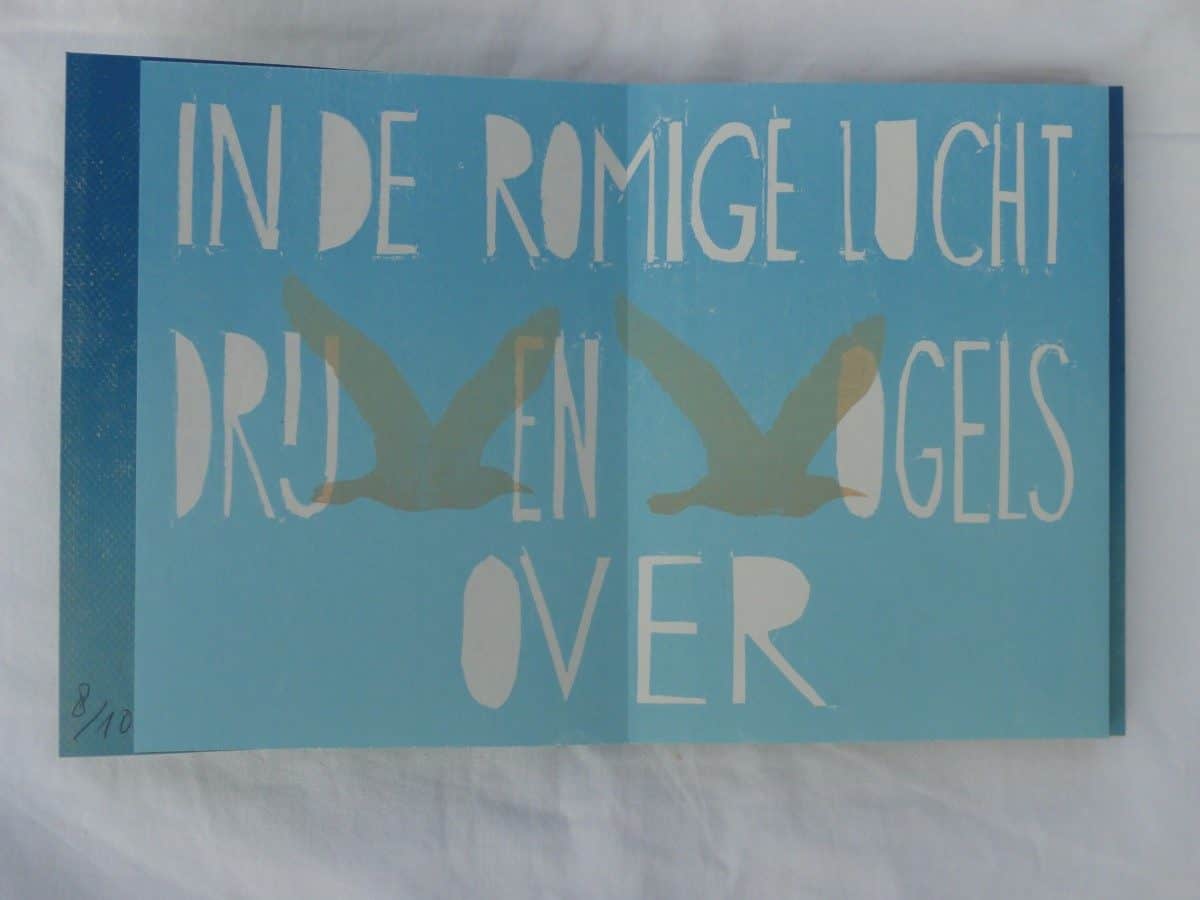 IN DE ROMIGE LUCHT
DRIJVEN VOGELS
OVER
8/10